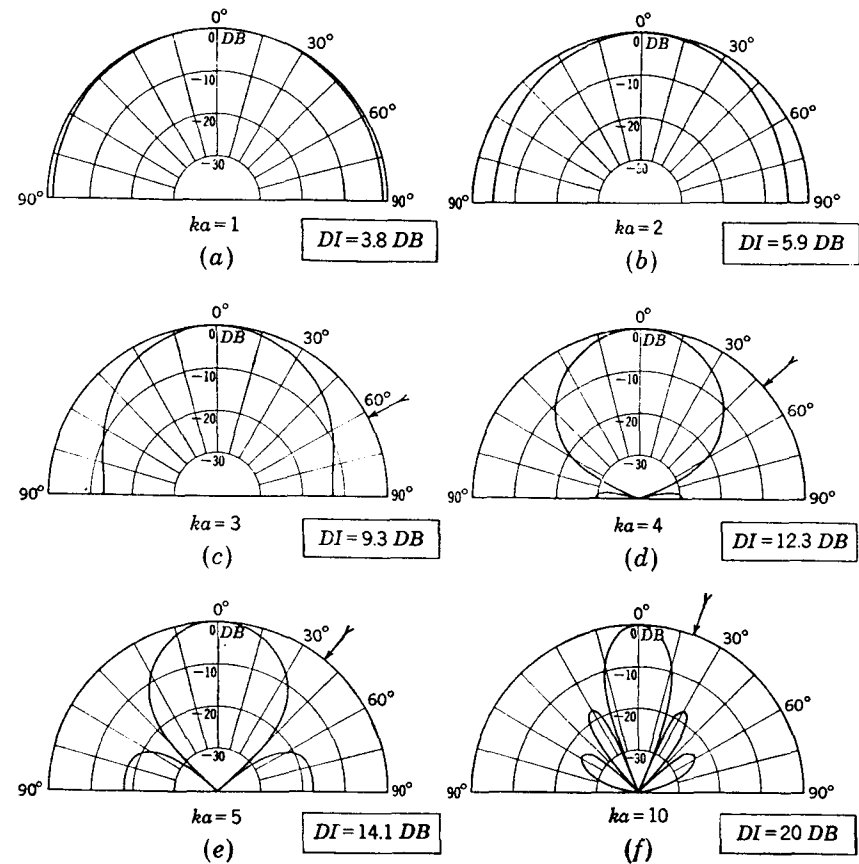 0°
0 DB
30°
−10
60°
−20
−30
90°
90°
ka = 1
DI = 3.8 DB
(a)
0°
0 DB
30°
−10
60°
−20
−30
90°
90°
ka = 2
DI = 5.9 DB
(b)
0°
0 DB
30°
−10
60°
−20
−30
90°
90°
ka = 3
DI = 9.3 DB
(c)
0°
0 DB
30°
−10
60°
−20
−30
90°
90°
ka = 4
DI = 12.3 DB
(d)
0°
0 DB
30°
−10
60°
−20
−30
90°
90°
ka = 5
DI = 14.1 DB
(e)
0°
0 DB
30°
−10
60°
−20
−30
90°
90°
ka = 10
DI = 20 DB
(f)